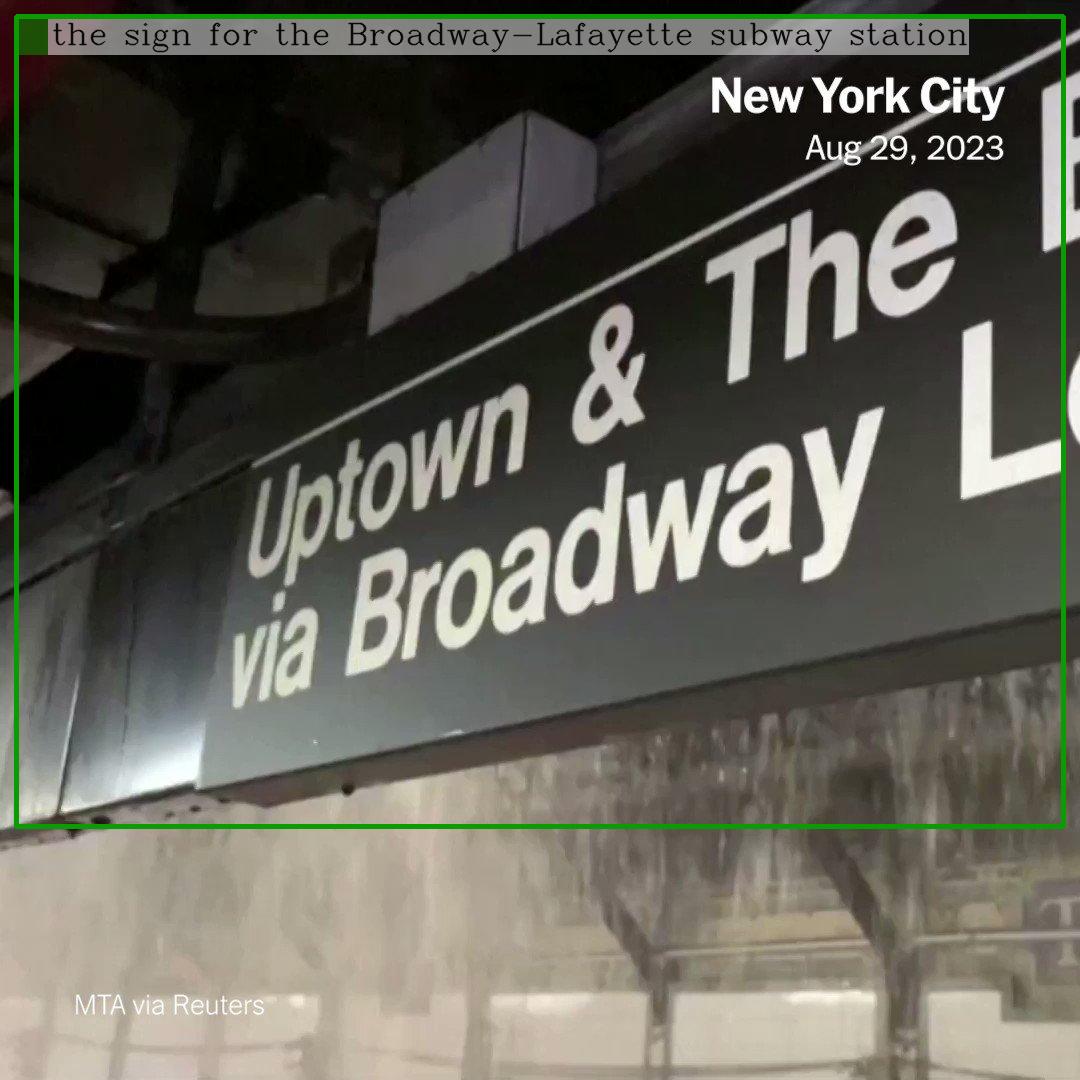 the sign for the Broadway-Lafayette subway station
New York City
Aug 29, 2023
Uptown & The
via Broadway
MTA via Reuters